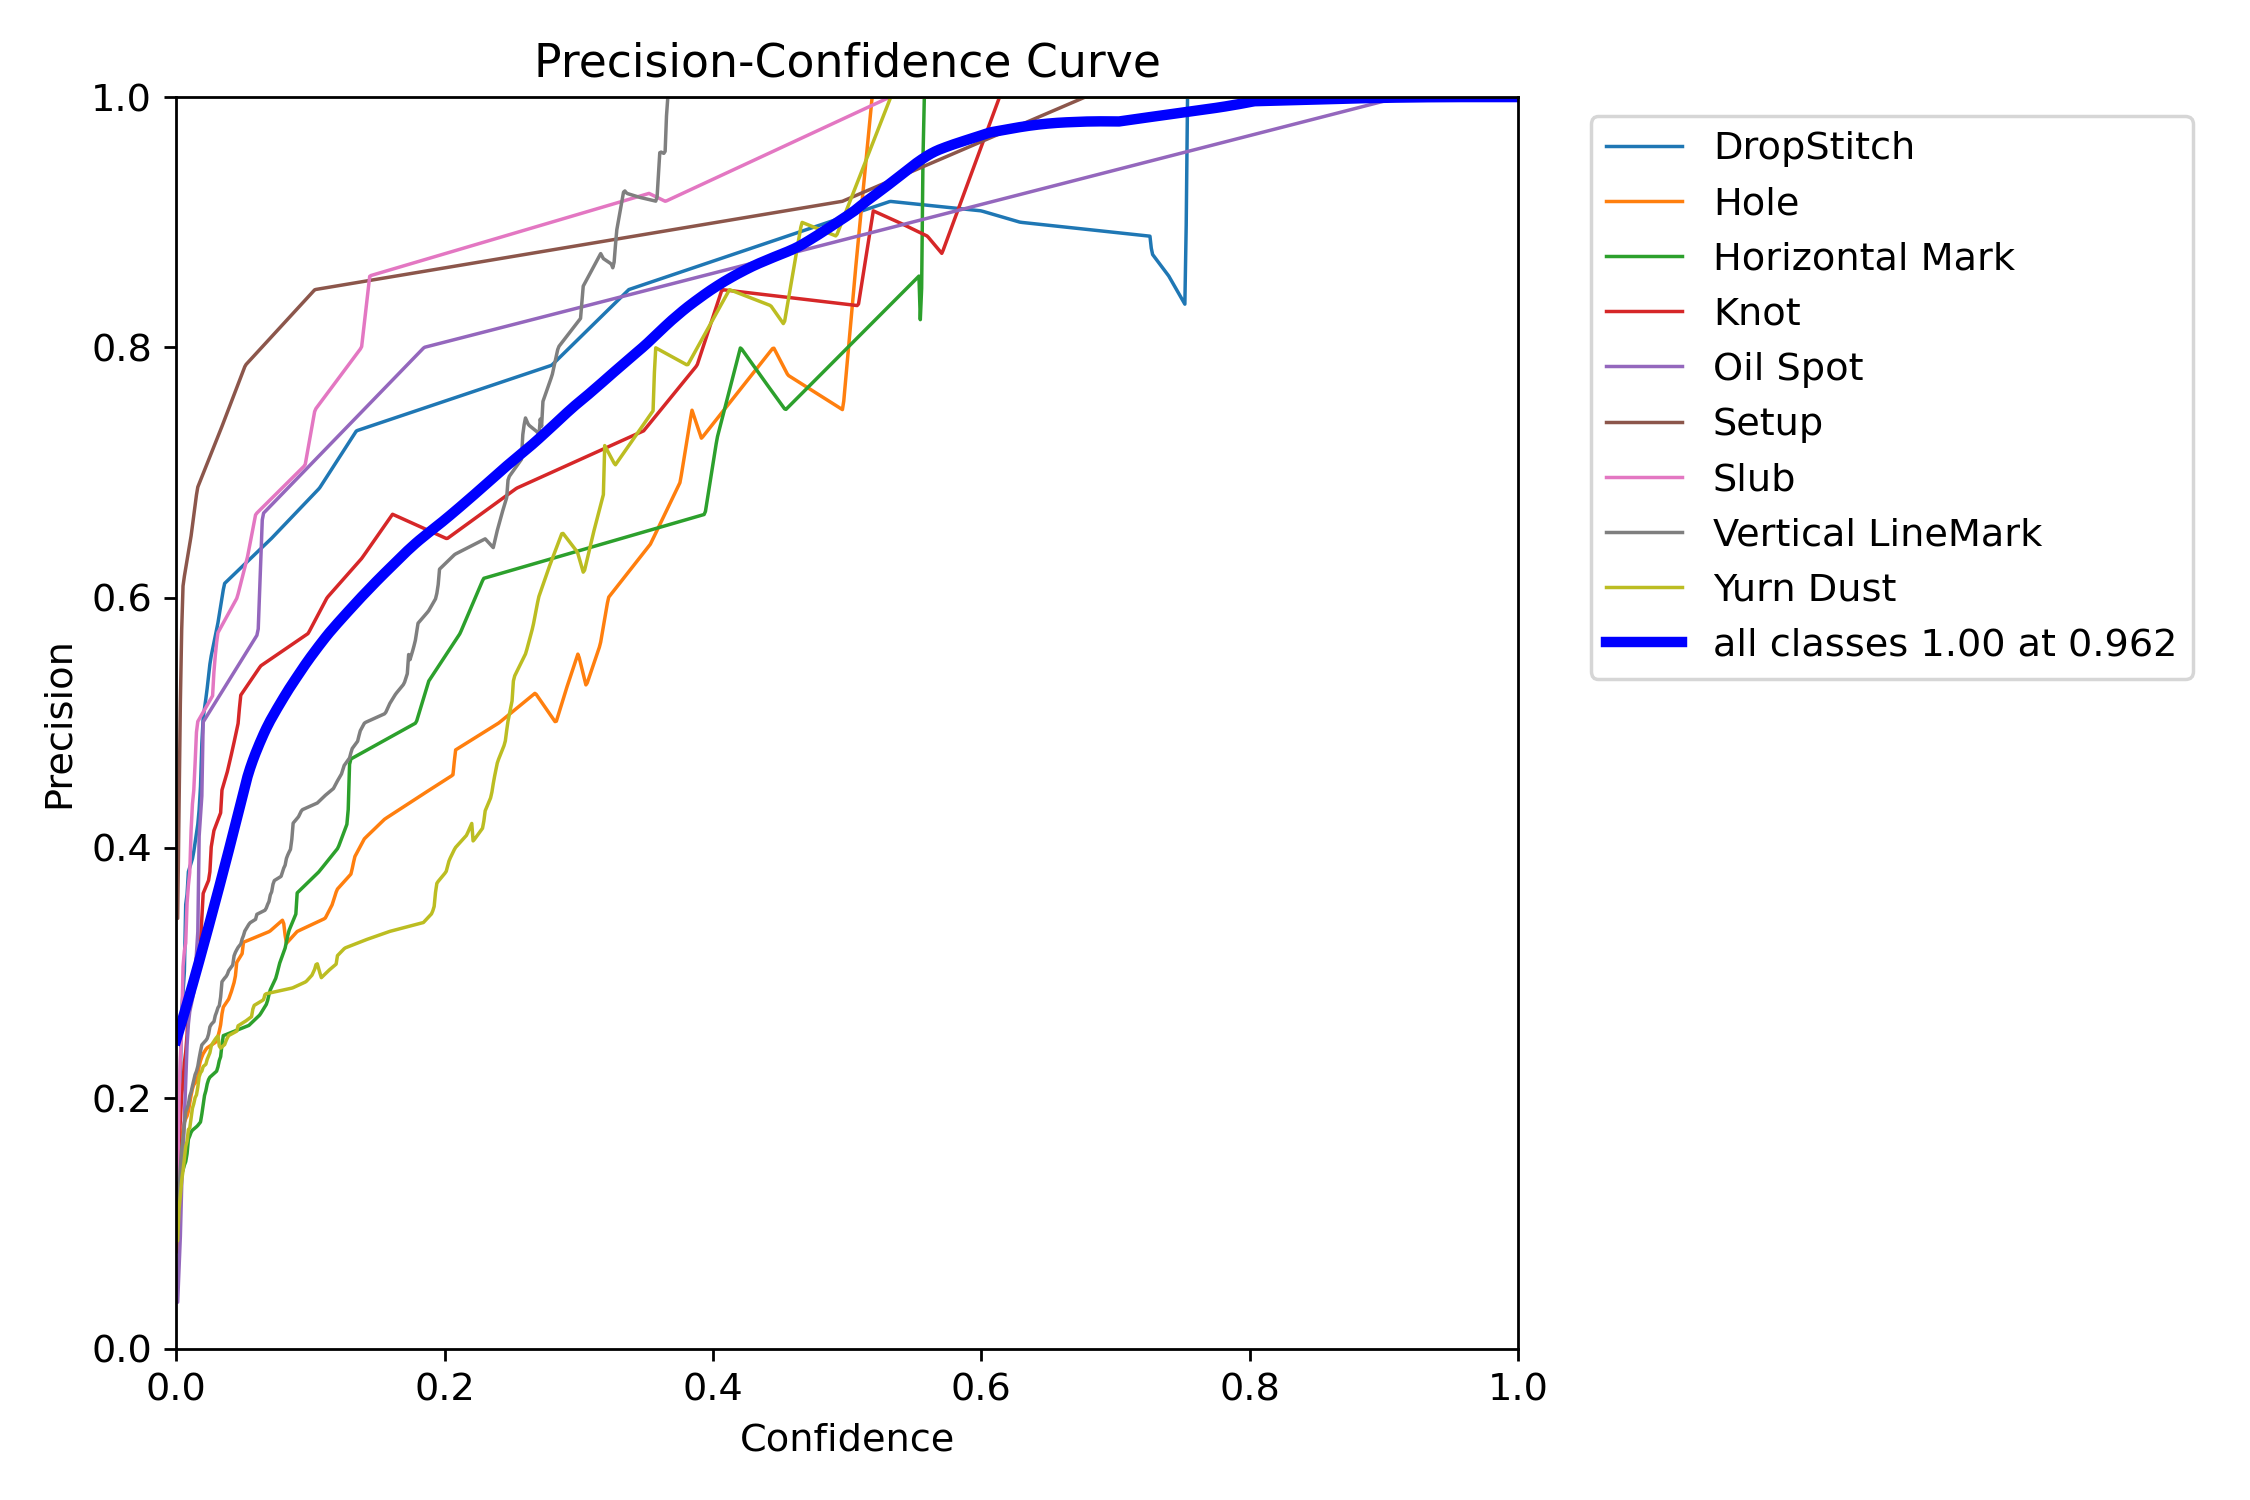 Precision-Confidence Curve
1.0
0.8
0.6
0.4
0.2
0.0
Precision
0.0 0.2 0.4 0.6 0.8 1.0
Confidence
DropStitch
Hole
Horizontal Mark
Knot
Oil Spot
Setup
Slub
Vertical LineMark
Yurn Dust
all classes 1.00 at 0.962